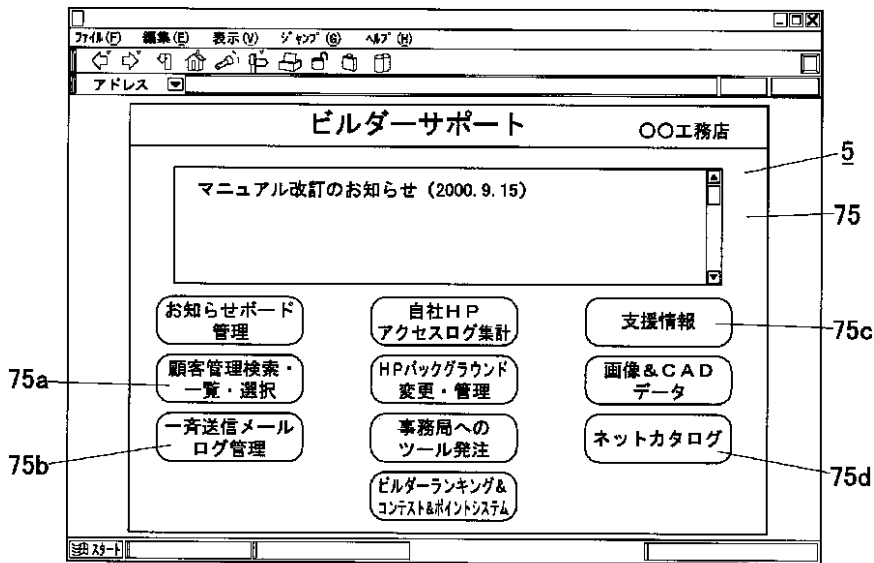 ファイル(F) 編集(E) 表示(V) ジャンプ(G) ヘルプ(H)
アドレス
ビルダーサポート
〇〇工務店
5
マニュアル改訂のお知らせ (2000.9.15)
75
お知らせボード
管理
自社HP
アクセスログ集計
支援情報
75c
75a
顧客管理検索・
一覧・選択
HPバックグラウンド
変更・管理
画像&CAD
データ
75b
一斉送信メール
ログ管理
事務局への
ツール発注
ネットカタログ
75d
ビルダーランキング&
コンテスト&ポイントシステム
スタート